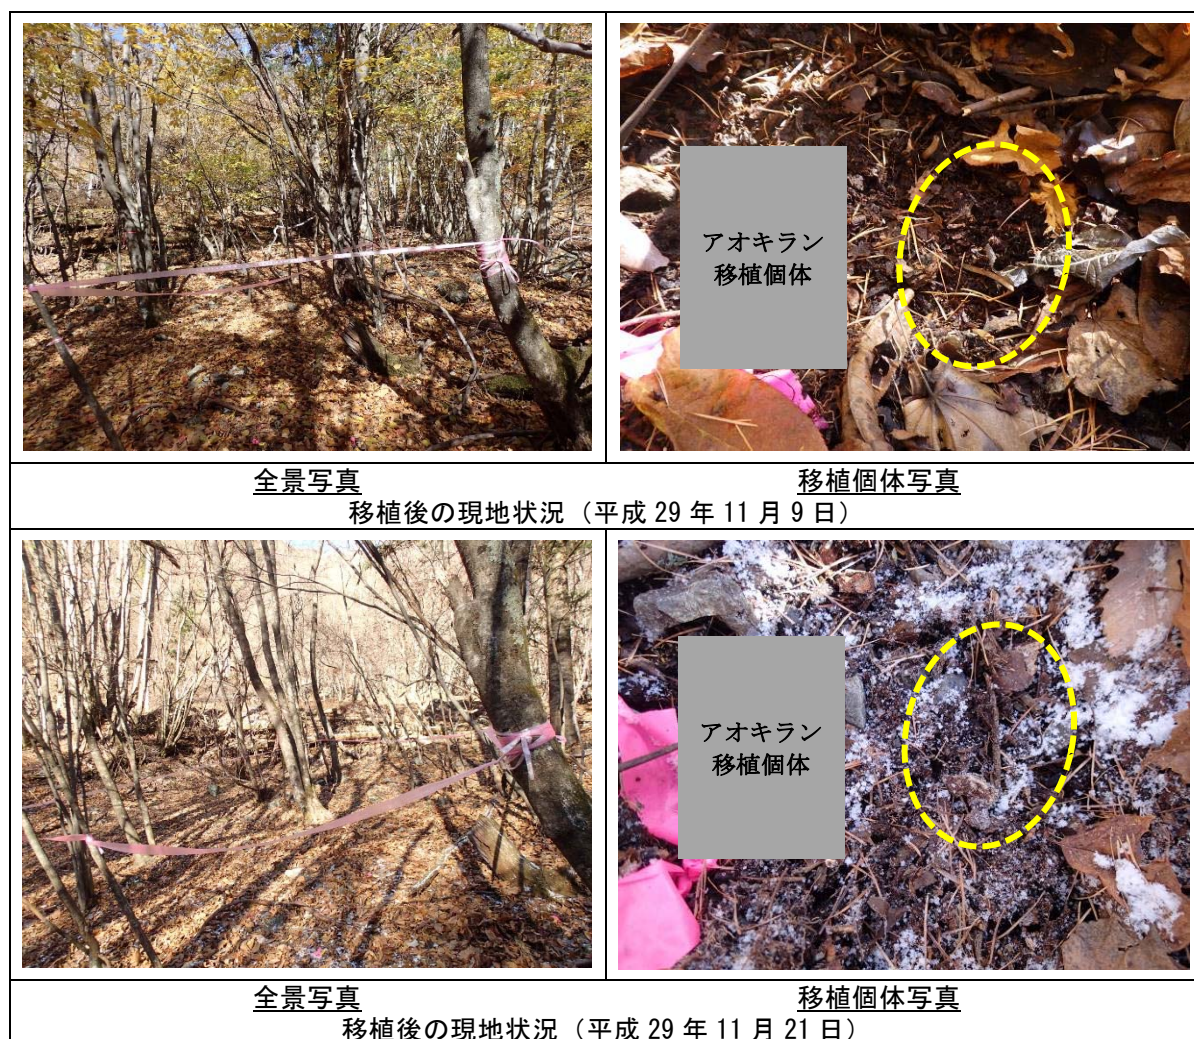 アオキラン
移植個体
全景写真
移植個体写真
移植後の現地状況（平成 29 年 11 月 9 日）
アオキラン
移植個体
全景写真
移植個体写真
移植後の現地状況（平成 29 年 11 月 21 日）